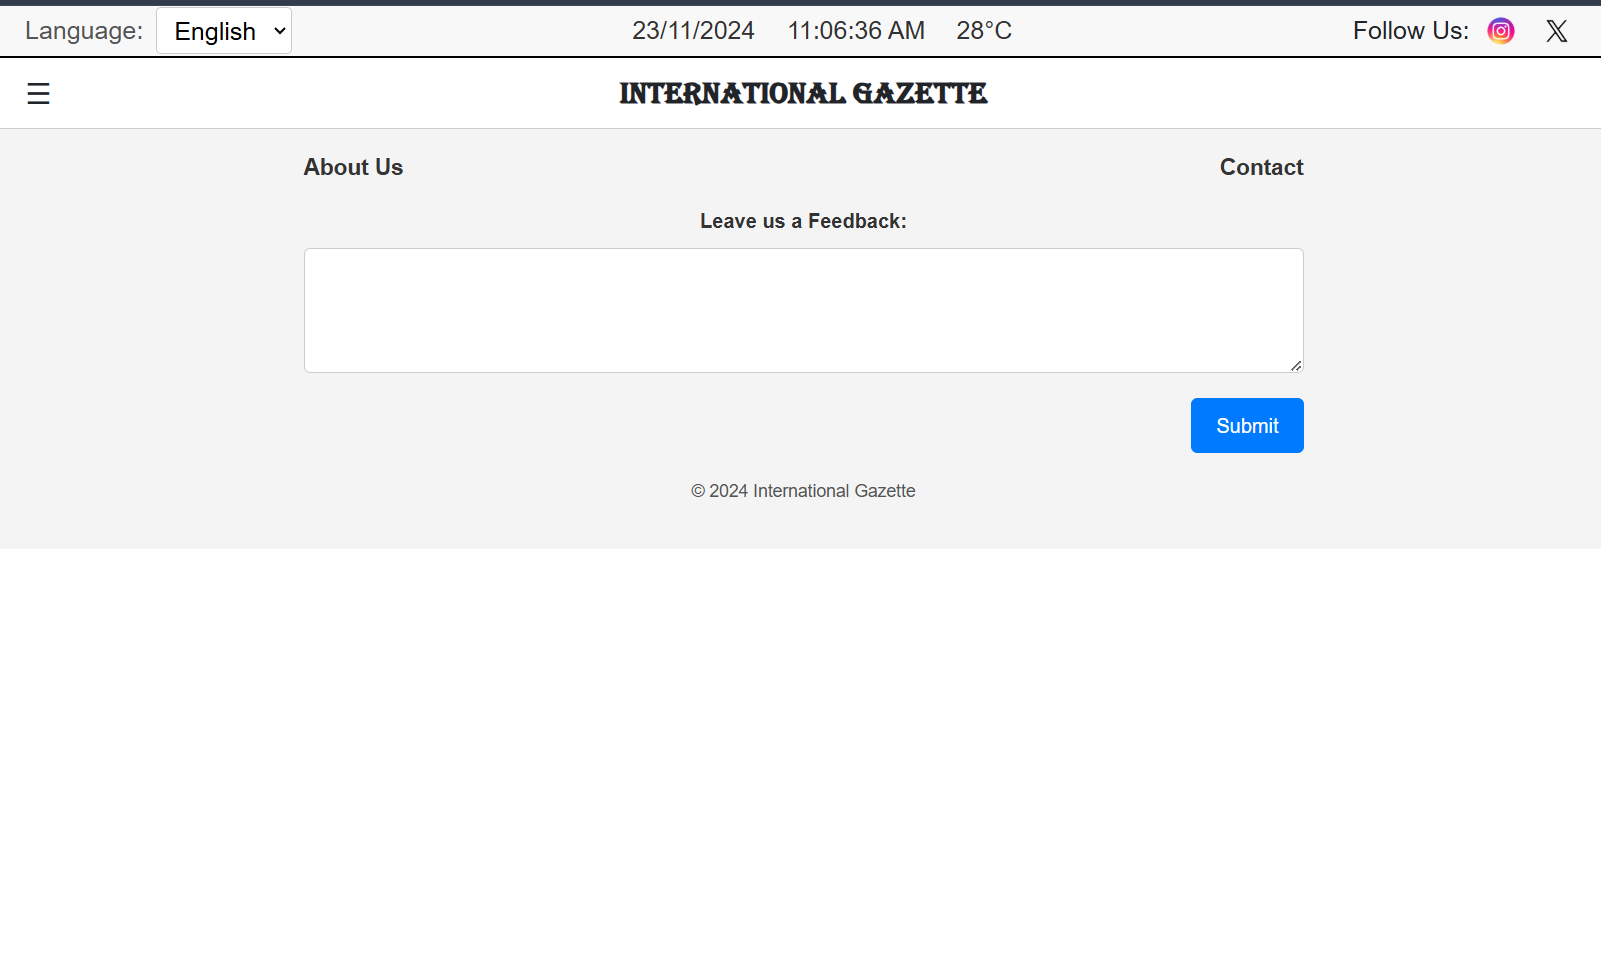 Language: English 23/11/2024 11:06:36 AM 28°C Follow Us:
INTERNATIONAL GAZETTE
About Us Contact
Leave us a Feedback:
Submit
© 2024 International Gazette